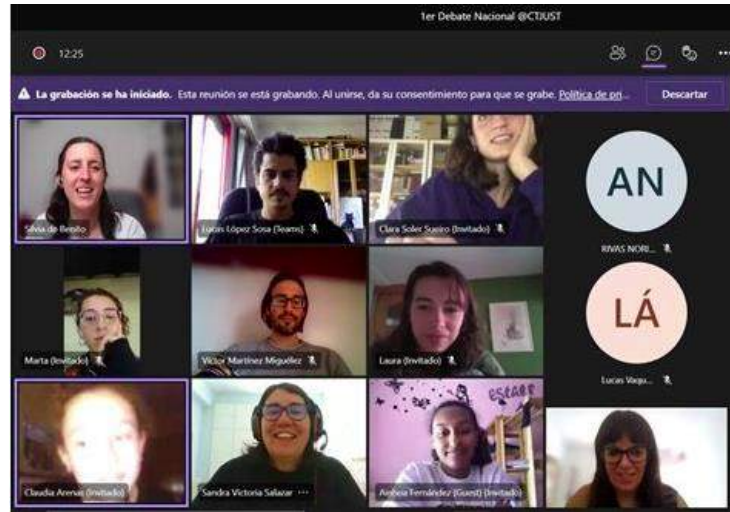 1er Debate Nacional @CTJUST
12:25
La grabación se ha iniciado. Esta reunión se está grabando. Al unirse, da su consentimiento para que se grabe. Política de pri... Descartar
Silvia de Benito
Lucas López Sosa (Teams)
Clara Soler Sueiro (Invitado)
AN
RIVAS NORI...
Marta (Invitado)
Víctor Martínez Miguélez
Laura (Invitado)
LÁ
Lucas Vaqu...
Claudia Arenas (Invitado)
Sandra Victoria Salazar ...
Ainhoa Fernández (Guest) (Invitado)
ESCAPE